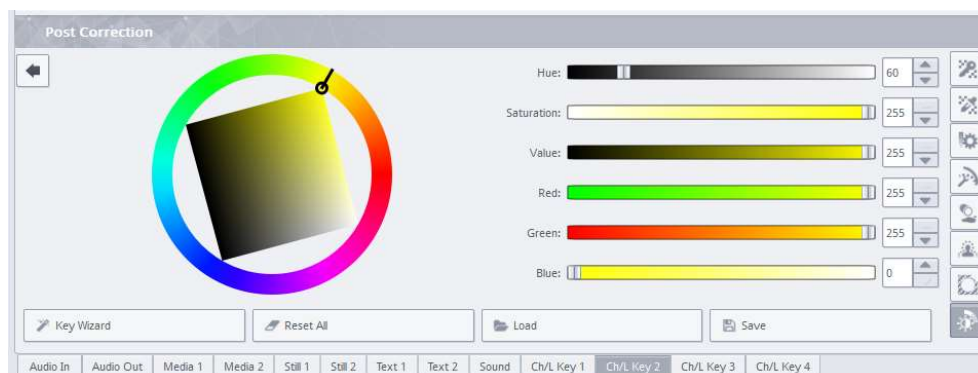 Post Correction
Hue: 60
Saturation: 255
Value: 255
Red: 255
Green: 255
Blue: 0
Key Wizard Reset All Load Save
Audio In Audio Out Media 1 Media 2 Still 1 Still 2 Text 1 Text 2 Sound Ch/L Key 1 Ch/L Key 2 Ch/L Key 3 Ch/L Key 4